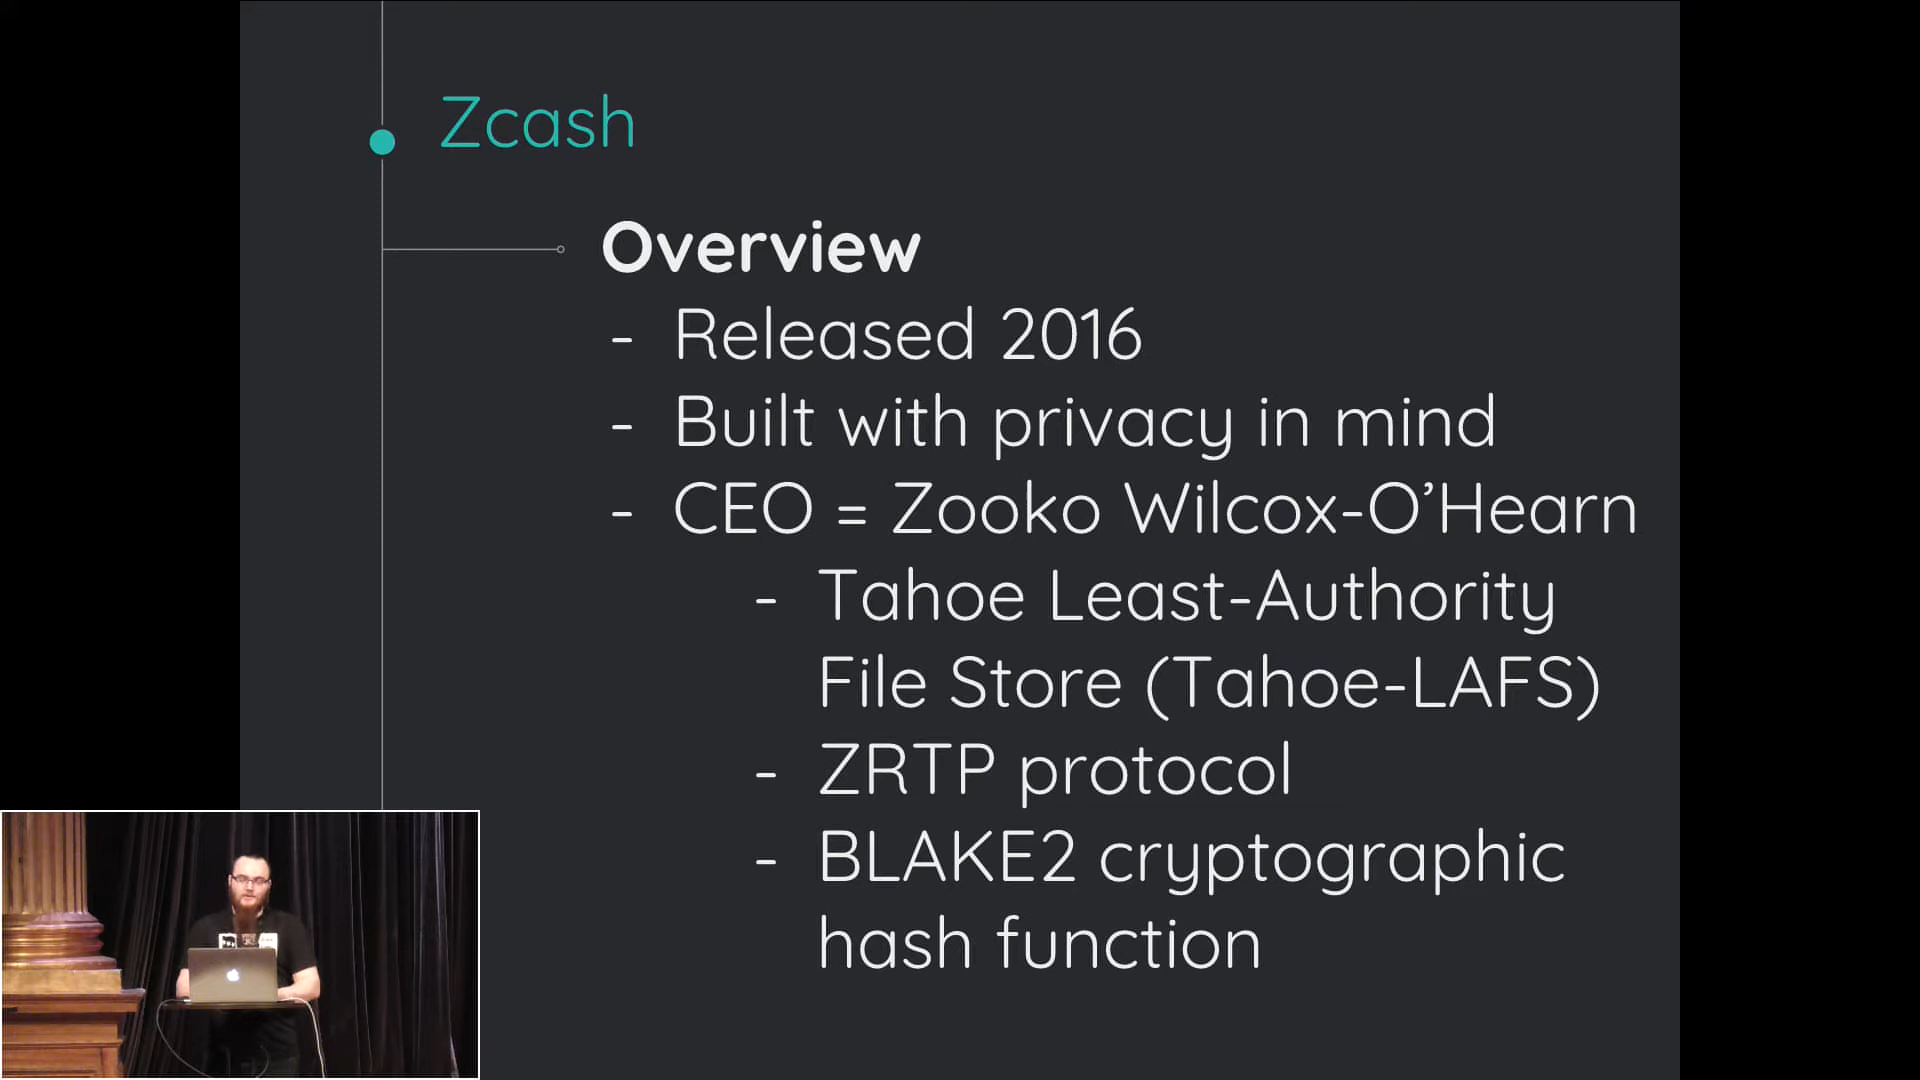 Zcash
Overview
- Released 2016
- Built with privacy in mind
- CEO = Zooko Wilcox-O’Hearn
- Tahoe Least-Authority
File Store (Tahoe-LAFS)
- ZRTP protocol
- BLAKE2 cryptographic
hash function